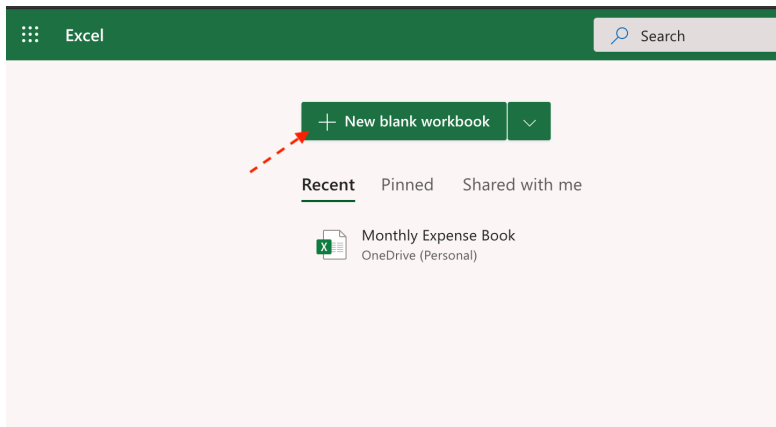 Excel
Search
New blank workbook
Recent Pinned Shared with me
X
Monthly Expense Book
OneDrive (Personal)